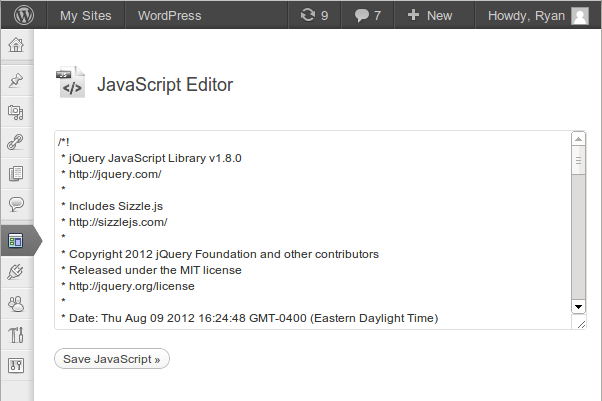 My Sites WordPress 9 7 + New Howdy, Ryan
JS
JavaScript Editor
/*!
* jQuery JavaScript Library v1.8.0
* http://jquery.com/
*
* Includes Sizzle.js
* http://sizzlejs.com/
*
* Copyright 2012 jQuery Foundation and other contributors
* Released under the MIT license
* http://jquery.org/license
*
* Date: Thu Aug 09 2012 16:24:48 GMT-0400 (Eastern Daylight Time)
Save JavaScript »